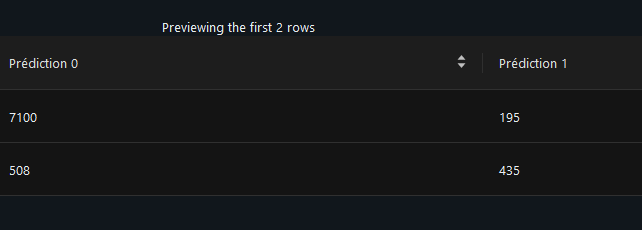 Previewing the first 2 rows
Prédiction 0 Prédiction 1
7100 195
508 435